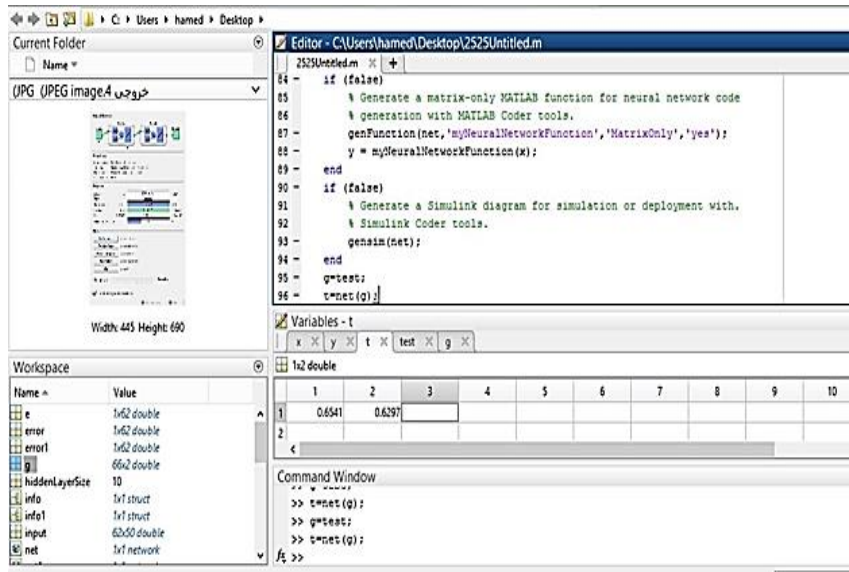 C: Users hamed Desktop
Current Folder
Name
(JPG (JPEG image.4 خروجی
Width: 445 Height: 690
Workspace
Name Value
e 1x62 double
error 1x62 double
error1 1x62 double
g 66x2 double
hiddenLayerSize 10
info 1x1 struct
info1 1x1 struct
input 62x50 double
net 1x1 network
Editor - C:\Users\hamed\Desktop\2525Untitled.m
2525Untitled.m
84 - if (false)
85 % Generate a matrix-only MATLAB function for neural network code
86 % generation with MATLAB Coder tools.
87 - genFunction(net,'myNeuralNetworkFunction','MatrixOnly','yes');
88 - y = myNeuralNetworkFunction(x);
89 - end
90 - if (false)
91 % Generate a Simulink diagram for simulation or deployment with.
92 % Simulink Coder tools.
93 - gensim(net);
94 - end
95 - g=test;
96 - t=net(g);
Variables - t
x y t test g
1x2 double
1 2 3 4 5 6 7 8 9 10
1 0.6541 0.6297
2
Command Window
>> t=net(g);
>> g=test;
>> t=net(g);
fx >>